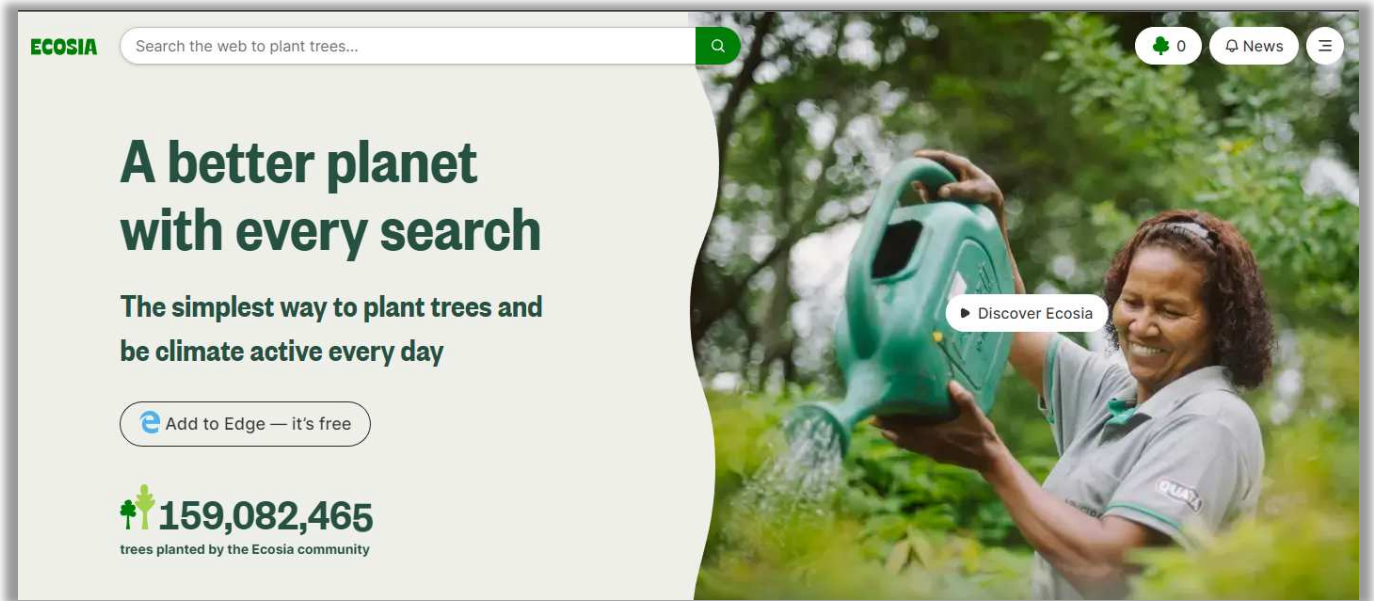 ECOSIA
Search the web to plant trees...
0
News
A better planet
with every search
The simplest way to plant trees and
be climate active every day
Discover Ecosia
Add to Edge — it's free
159,082,465
trees planted by the Ecosia community